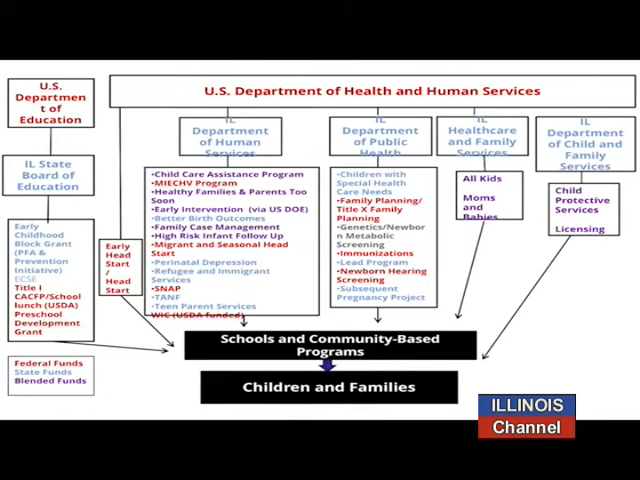 U.S.
Departmen
t of
Education
U.S. Department of Health and Human Services
IL
Department
of Human
Services
IL
Department
of Public
Health
IL
Healthcare
and Family
Services
IL
Department
of Child and
Family
Services
IL State
Board of
Education
Early
Childhood
Block Grant
(PFA &
Prevention
Initiative)
ECSE
Title I
CACFP/School
lunch (USDA)
Preschool
Development
Grant
Early
Head
Start
/
Head
Start
•Child Care Assistance Program
•MIECHV Program
•Healthy Families & Parents Too
Soon
•Early Intervention (via US DOE)
•Better Birth Outcomes
•Family Case Management
•High Risk Infant Follow Up
•Migrant and Seasonal Head
Start
•Perinatal Depression
•Refugee and Immigrant
Services
•SNAP
•TANF
•Teen Parent Services
WIC (USDA funded)
•Children with
Special Health
Care Needs
•Family Planning/
Title X Family
Planning
•Genetics/Newbor
n Metabolic
Screening
•Immunizations
•Lead Program
•Newborn Hearing
Screening
•Subsequent
Pregnancy Project
All Kids
Moms
and
Babies
Child
Protective
Services
Licensing
Schools and Community-Based
Programs
Children and Families
Federal Funds
State Funds
Blended Funds
ILLINOIS
Channel